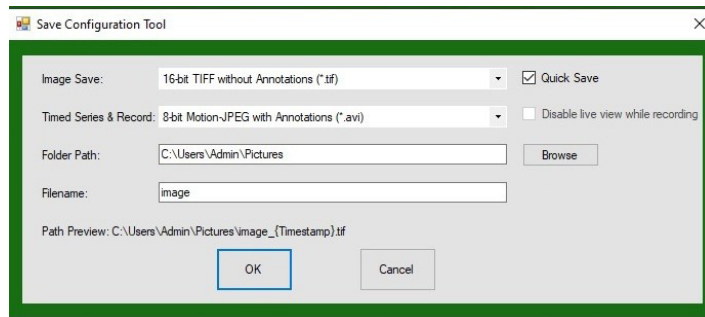 Save Configuration Tool
Image Save: 16-bit TIFF without Annotations (*.tif) Quick Save
Timed Series & Record: 8-bit Motion-JPEG with Annotations (*.avi) Disable live view while recording
Folder Path: C:\Users\Admin\Pictures Browse
Filename: image
Path Preview: C:\Users\Admin\Pictures\image_{Timestamp}.tif
OK Cancel